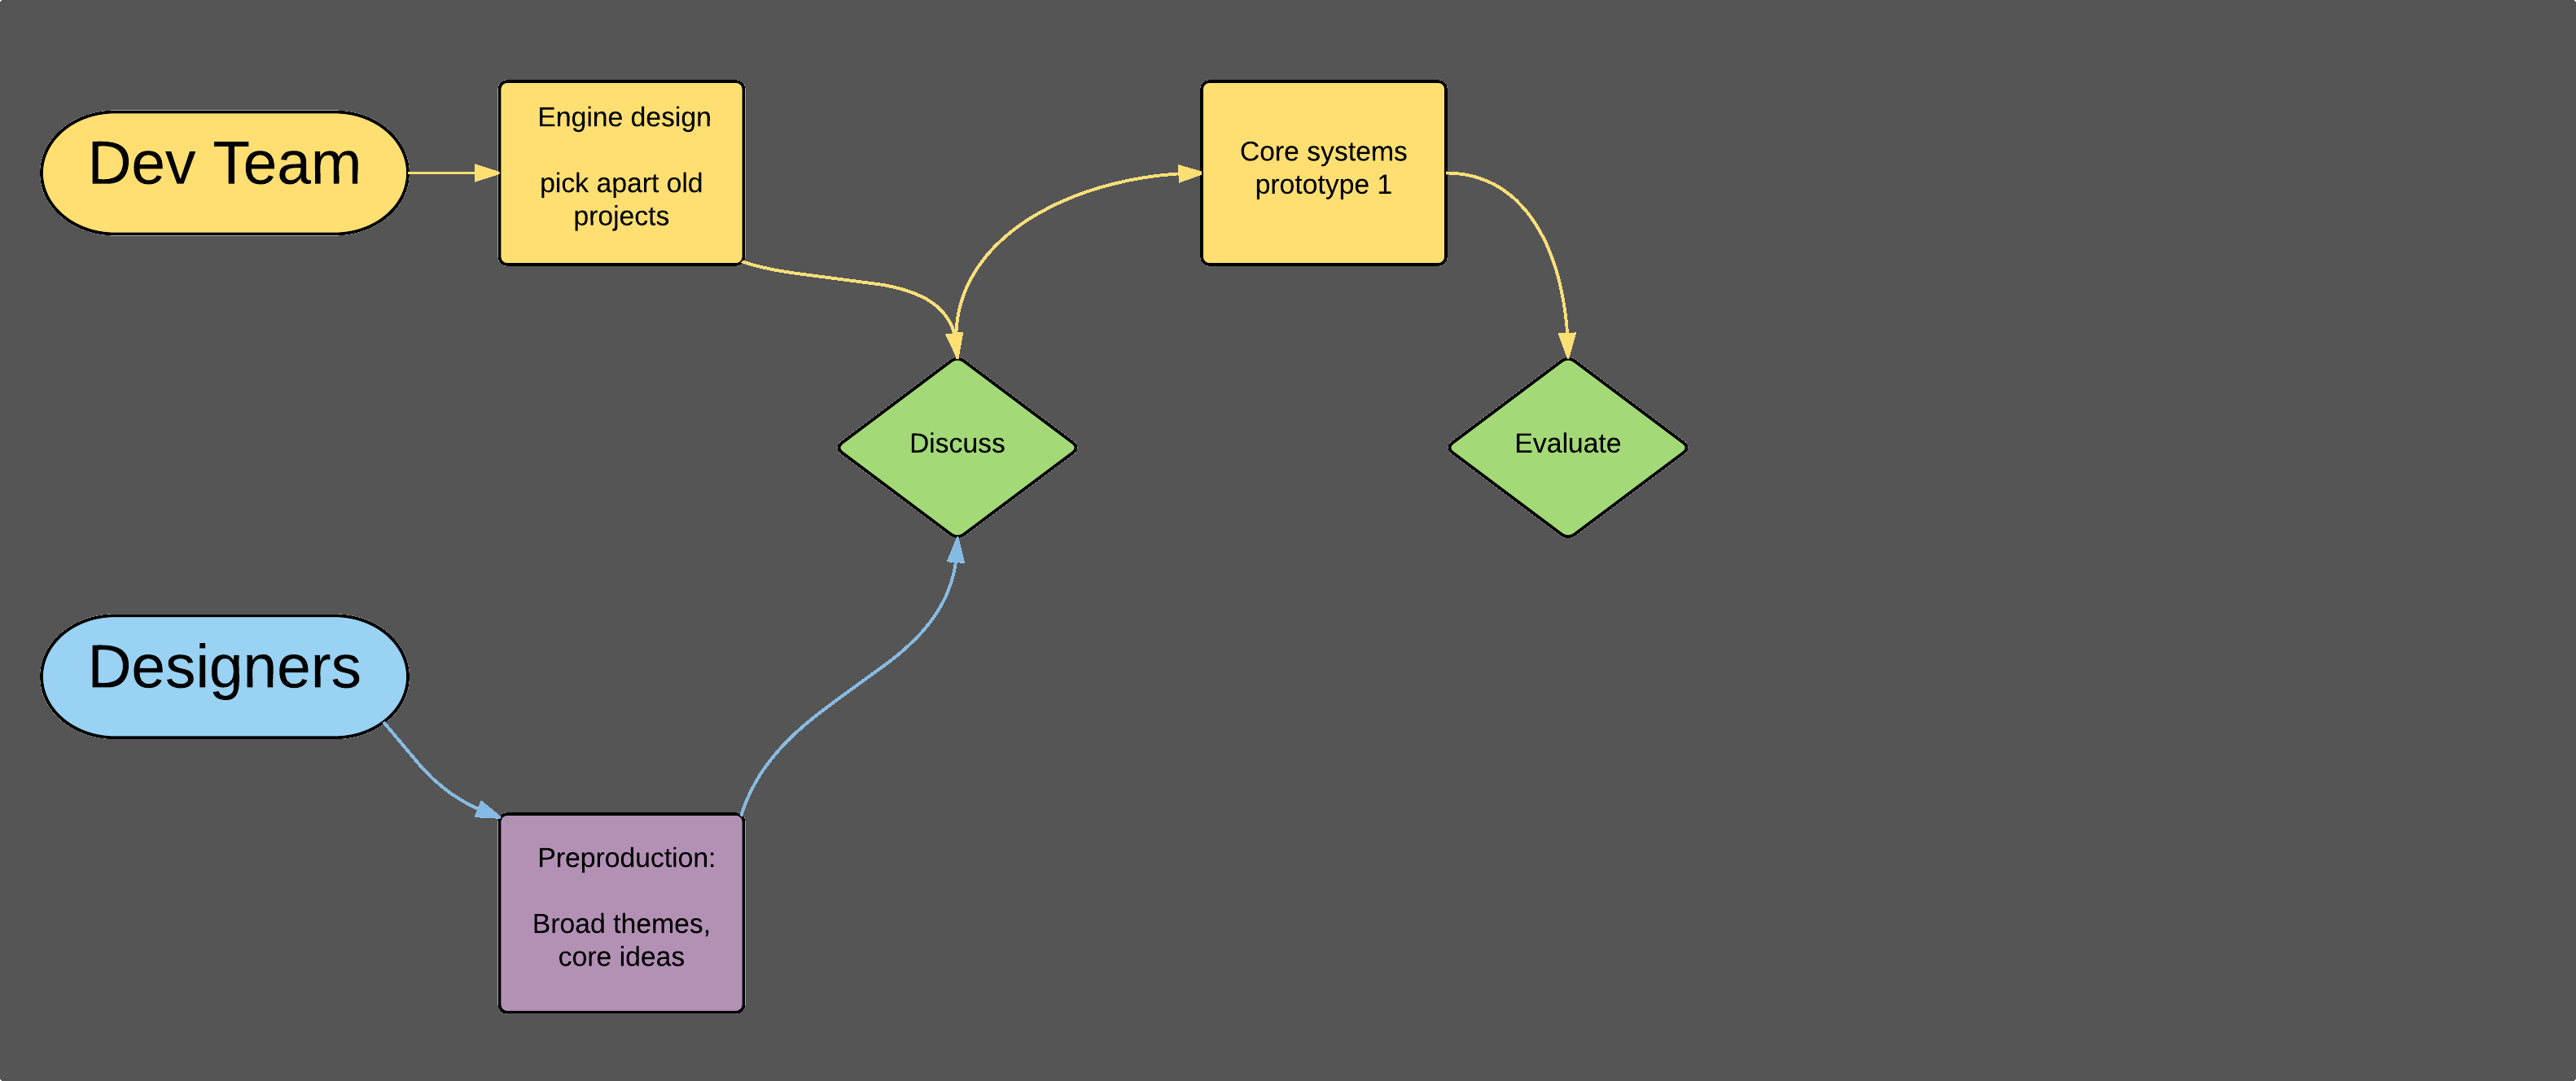 Dev Team
Engine design
pick apart old
projects
Core systems
prototype 1
Discuss
Evaluate
Designers
Preproduction:
Broad themes,
core ideas